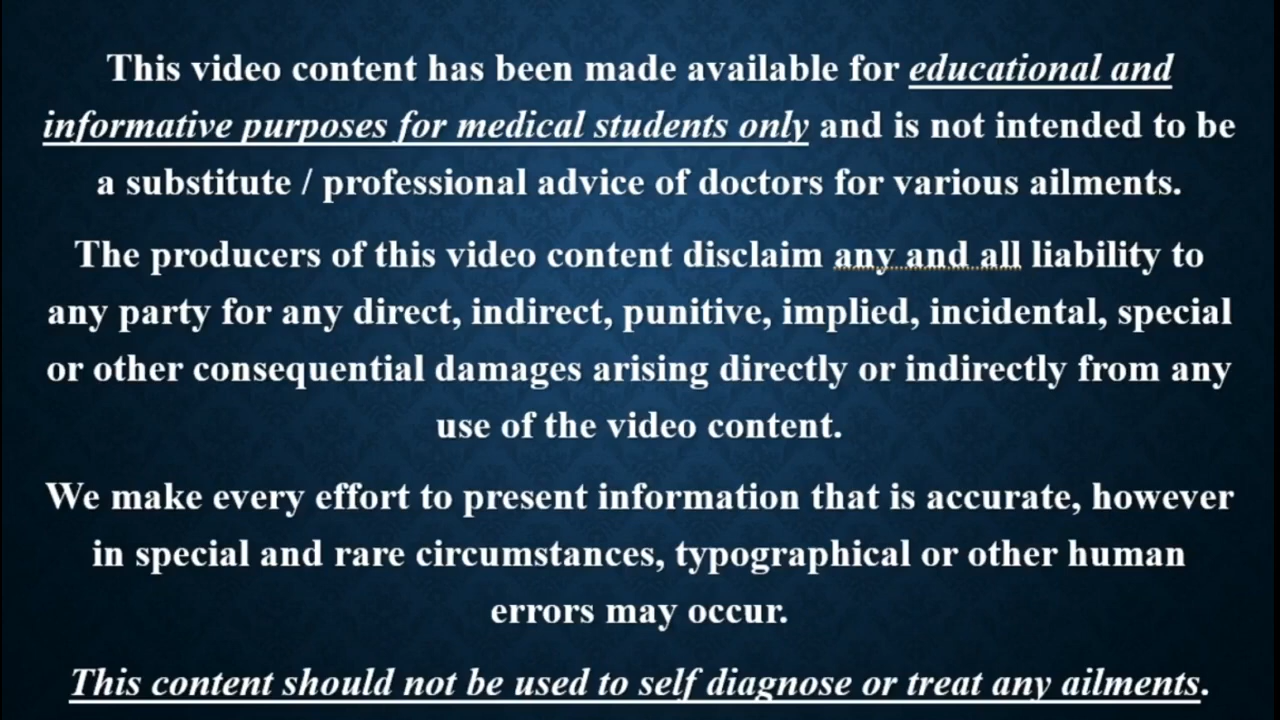 This video content has been made available for educational and
informative purposes for medical students only and is not intended to be
a substitute / professional advice of doctors for various ailments.
The producers of this video content disclaim any and all liability to
any party for any direct, indirect, punitive, implied, incidental, special
or other consequential damages arising directly or indirectly from any
use of the video content.
We make every effort to present information that is accurate, however
in special and rare circumstances, typographical or other human
errors may occur.
This content should not be used to self diagnose or treat any ailments.